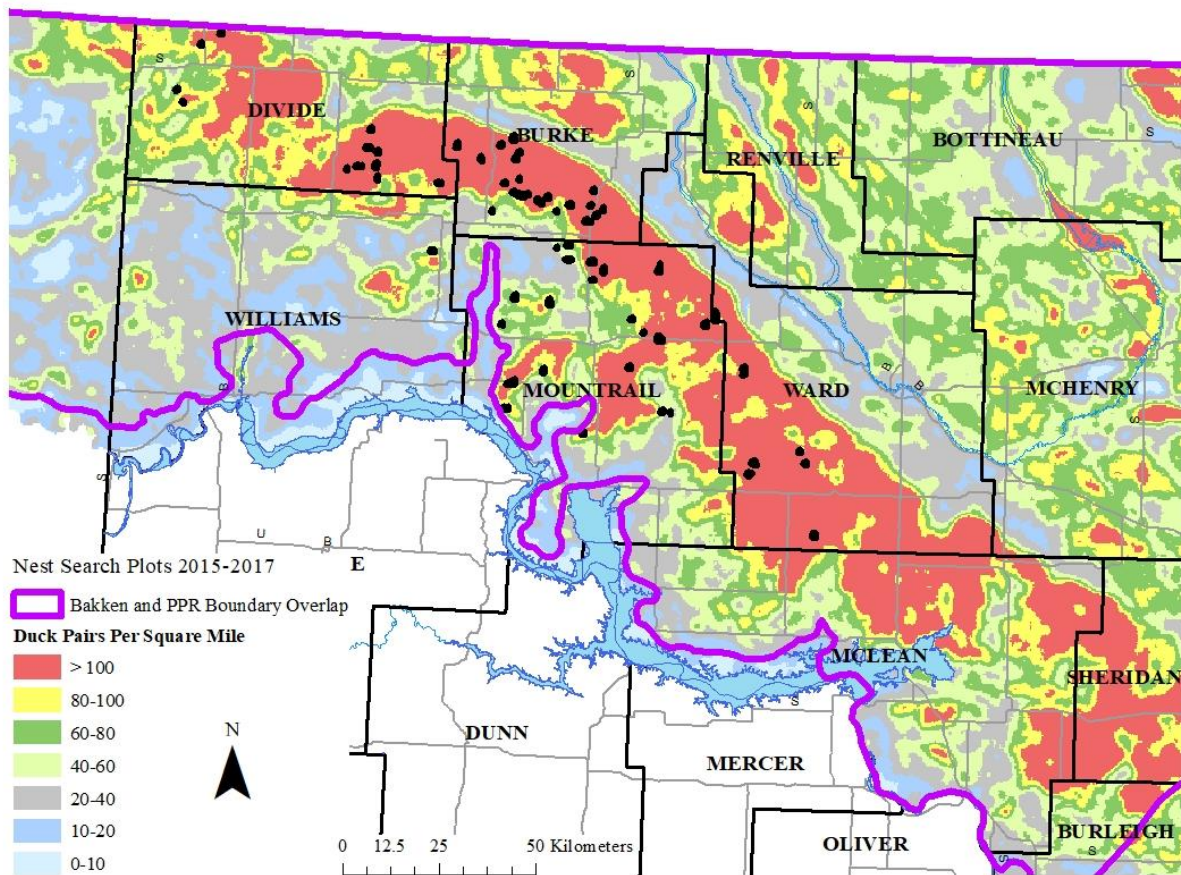 DIVIDE
BURKE
RENVILLE
BOTTINEAU
WILLIAMS
MOUNTRAIL
WARD
MCHENRY
MCLEAN
SHERIDAN
DUNN
MERCER
OLIVER
BURLEIGH
S
S
S
S
B
B
B
S
S
U
B
E
S
S
S
Nest Search Plots 2015-2017
Bakken and PPR Boundary Overlap
Duck Pairs Per Square Mile
> 100
80-100
60-80
40-60
20-40
10-20
0-10
N
0 12.5 25 50 Kilometers